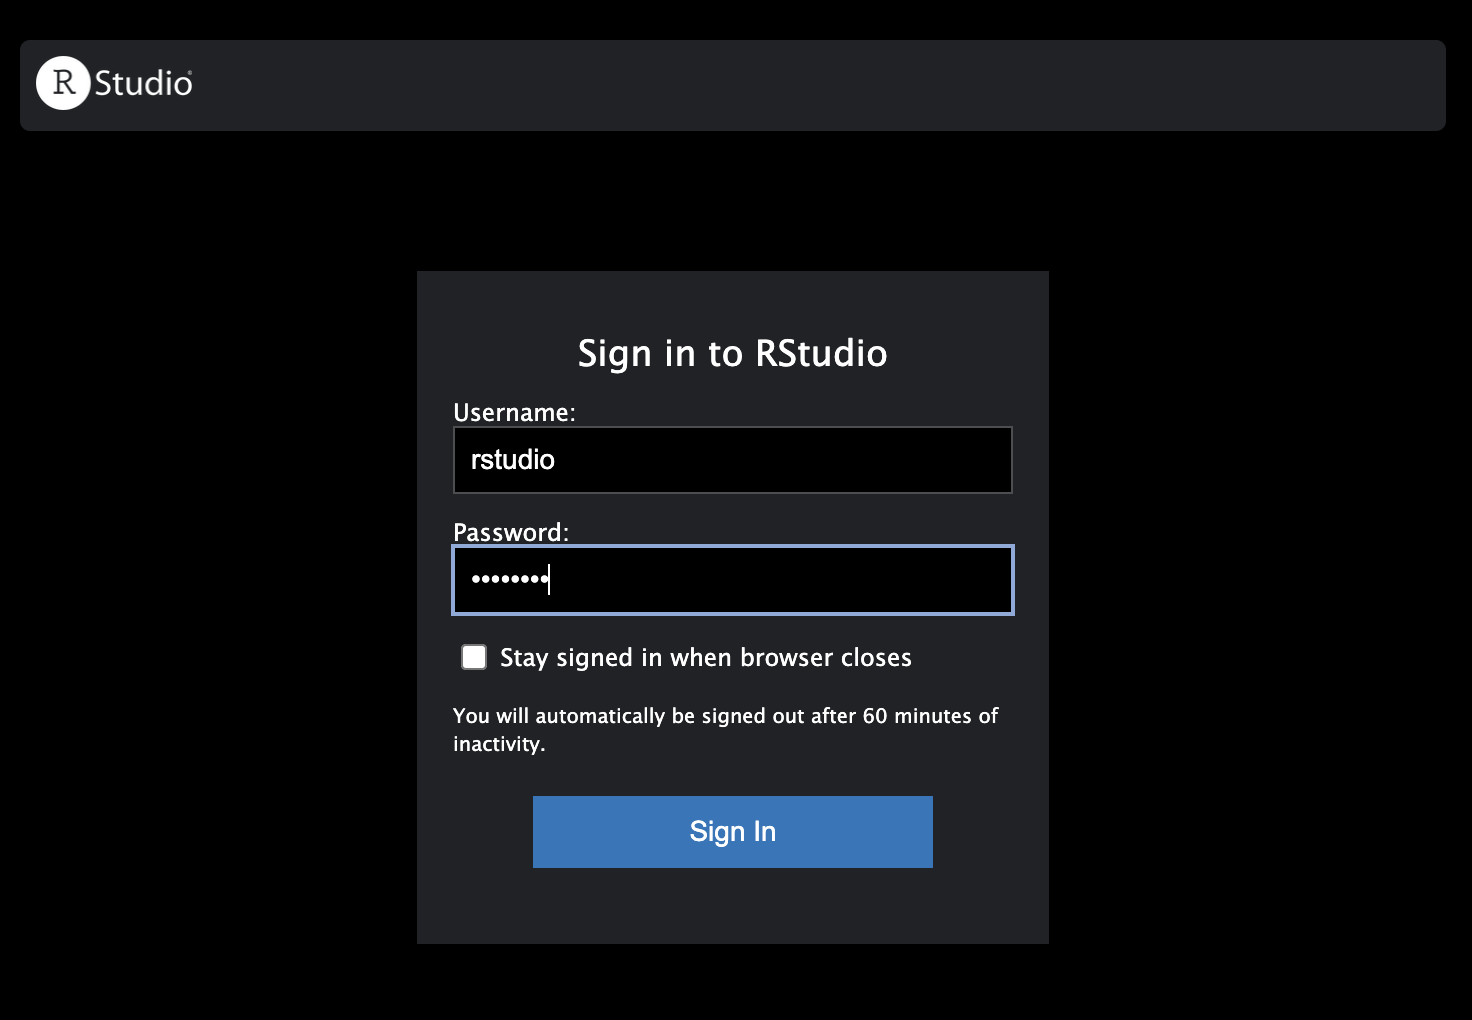 R Studio®
Sign in to RStudio
Username:
rstudio
Password:
••••••••
Stay signed in when browser closes
You will automatically be signed out after 60 minutes of
inactivity.
Sign In